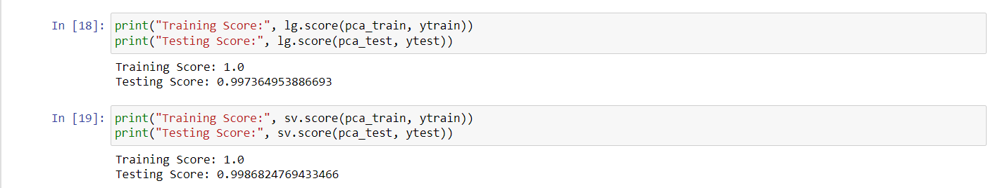 In [18]: print("Training Score:", lg.score(pca_train, ytrain))
print("Testing Score:", lg.score(pca_test, ytest))
Training Score: 1.0
Testing Score: 0.997364953886693
In [19]: print("Training Score:", sv.score(pca_train, ytrain))
print("Testing Score:", sv.score(pca_test, ytest))
Training Score: 1.0
Testing Score: 0.9986824769433466